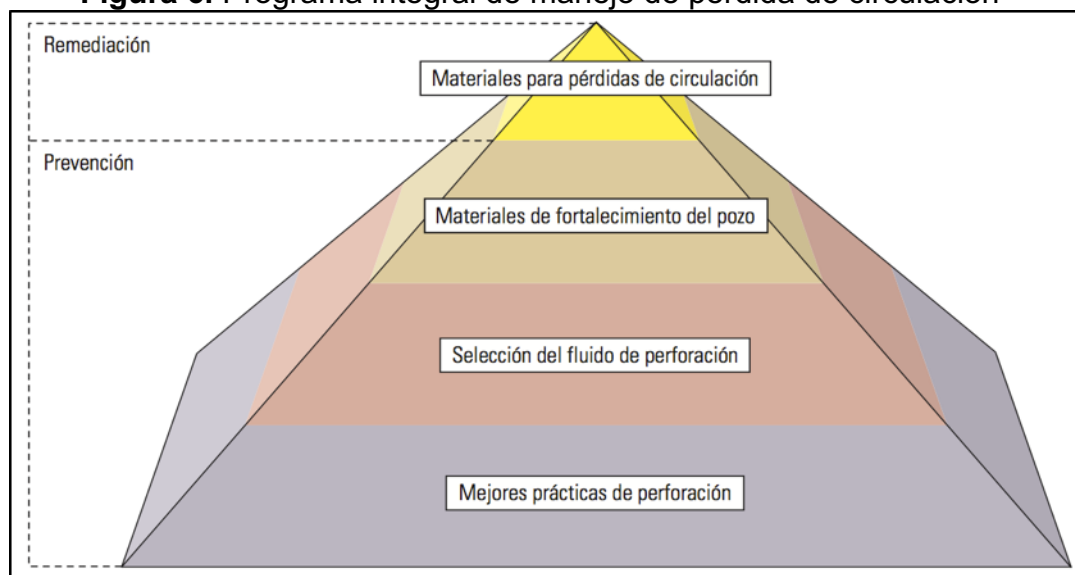 Figura Programa integral de manejo de pérdida de circulación
Remediación
Materiales para pérdidas de circulación
Prevención
Materiales de fortalecimiento del pozo
Selección del fluido de perforación
Mejores prácticas de perforación